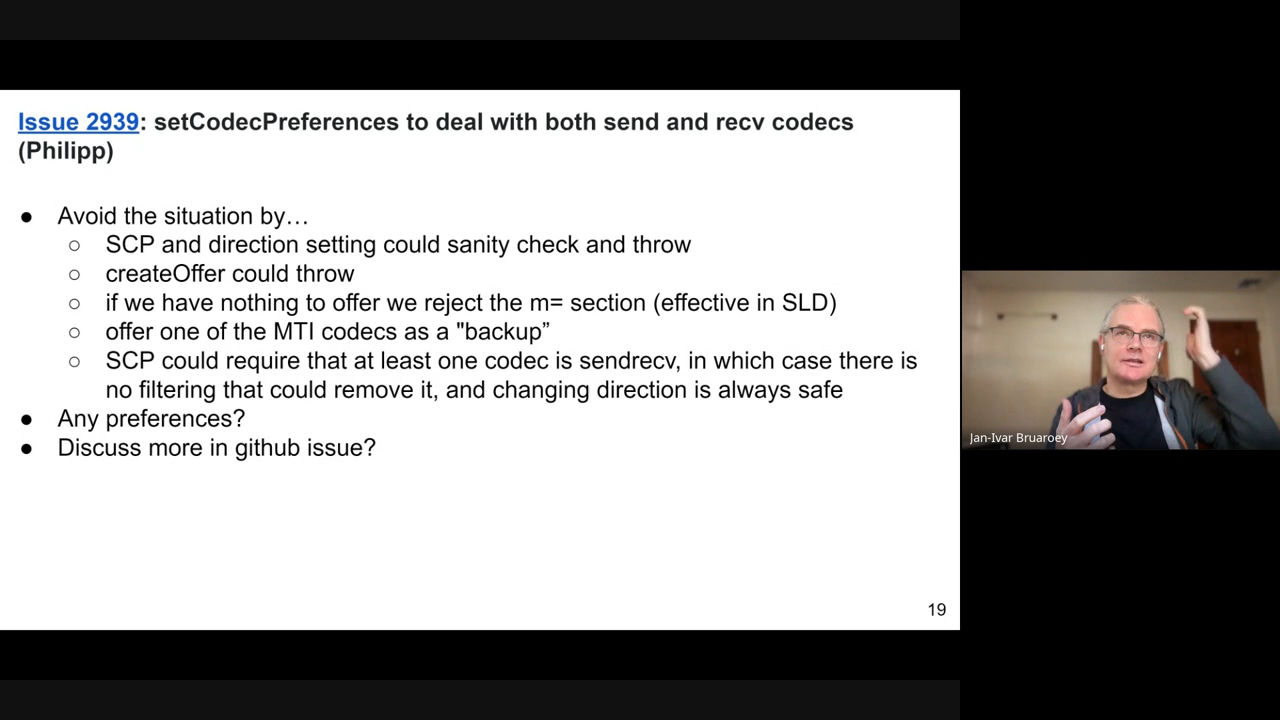 Issue 2939: setCodecPreferences to deal with both send and recv codecs
(Philipp)
● Avoid the situation by…
○ SCP and direction setting could sanity check and throw
○ createOffer could throw
○ if we have nothing to offer we reject the m= section (effective in SLD)
○ offer one of the MTI codecs as a "backup”
○ SCP could require that at least one codec is sendrecv, in which case there is
no filtering that could remove it, and changing direction is always safe
● Any preferences?
● Discuss more in github issue?
19
Jan-Ivar Bruaroey